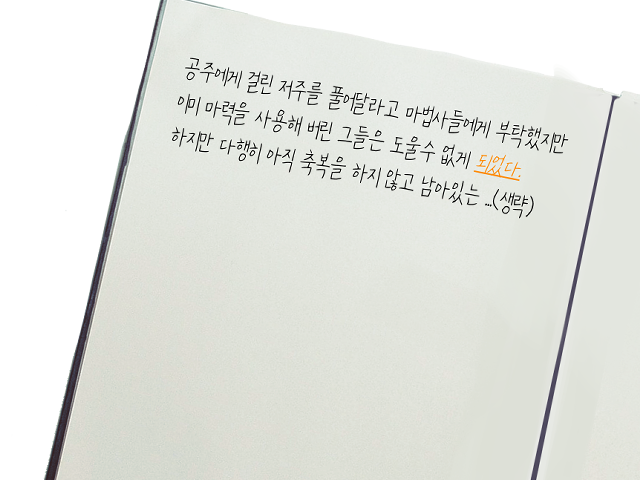 공주에게 걸린 저주를 풀어달라고 마법사들에게 부탁했지만
이미 마력을 사용해 버린 그들은 도울수 없게 되었다.
하지만 다행히 아직 축복을 하지 않고 남아있는 ...(생략)